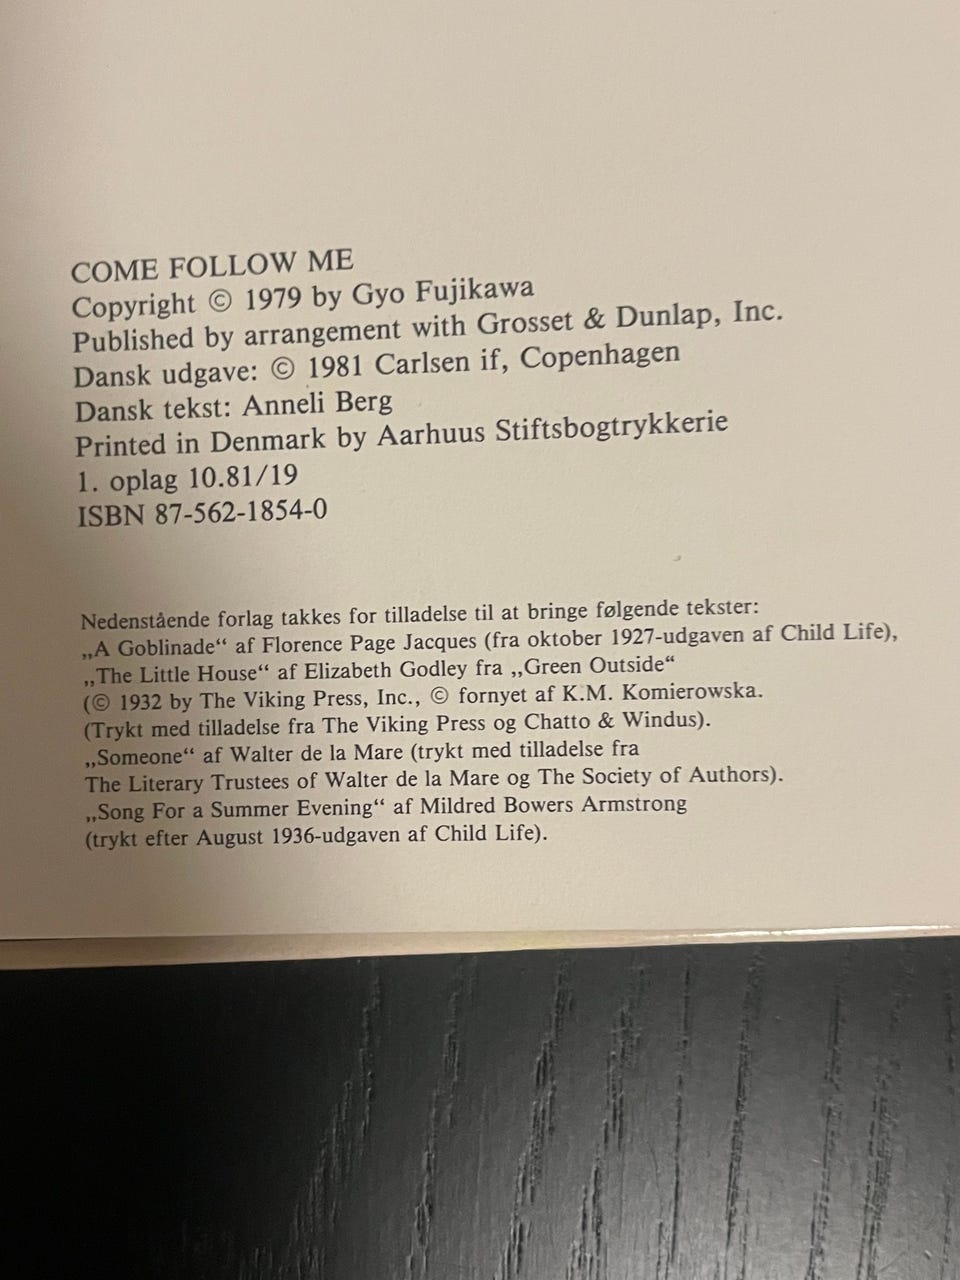 COME FOLLOW ME
Copyright © 1979 by Gyo Fujikawa
Published by arrangement with Grosset & Dunlap, Inc.
Dansk udgave: © 1981 Carlsen if, Copenhagen
Dansk tekst: Anneli Berg
Printed in Denmark by Aarhuus Stiftsbogtrykkerie
1. oplag 10.81/19
ISBN 87-562-1854-0
Nedenstående forlag takkes for tilladelse til at bringe følgende tekster:
„A Goblinade“ af Florence Page Jacques (fra oktober 1927-udgaven af Child Life),
„The Little House“ af Elizabeth Godley fra „Green Outside“
(© 1932 by The Viking Press, Inc., © fornyet af K.M. Komierowska.
(Trykt med tilladelse fra The Viking Press og Chatto & Windus).
„Someone“ af Walter de la Mare (trykt med tilladelse fra
The Literary Trustees of Walter de la Mare og The Society of Authors).
„Song For a Summer Evening“ af Mildred Bowers Armstrong
(trykt efter August 1936-udgaven af Child Life).